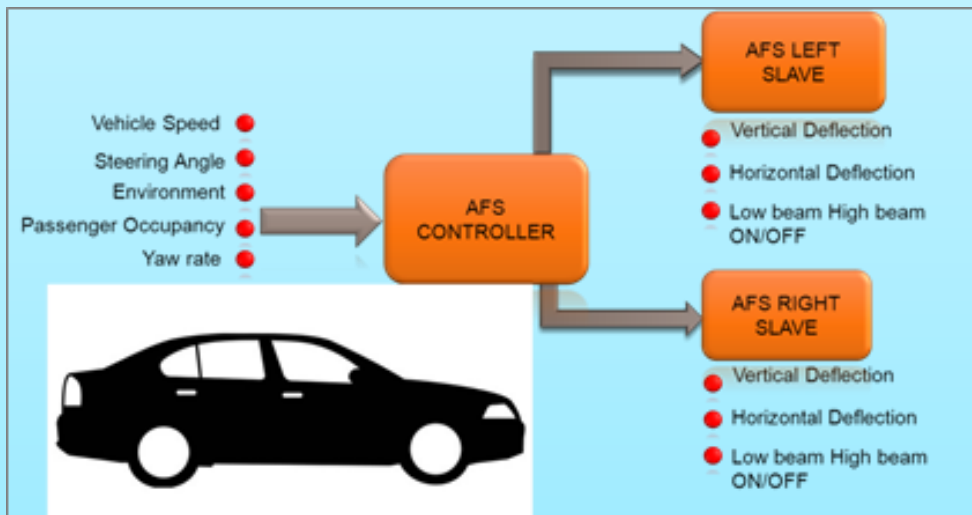 Vehicle Speed
Steering Angle
Environment
Passenger Occupancy
Yaw rate
AFS
CONTROLLER
AFS LEFT
SLAVE
Vertical Deflection
Horizontal Deflection
Low beam High beam
ON/OFF
AFS RIGHT
SLAVE
Vertical Deflection
Horizontal Deflection
Low beam High beam
ON/OFF